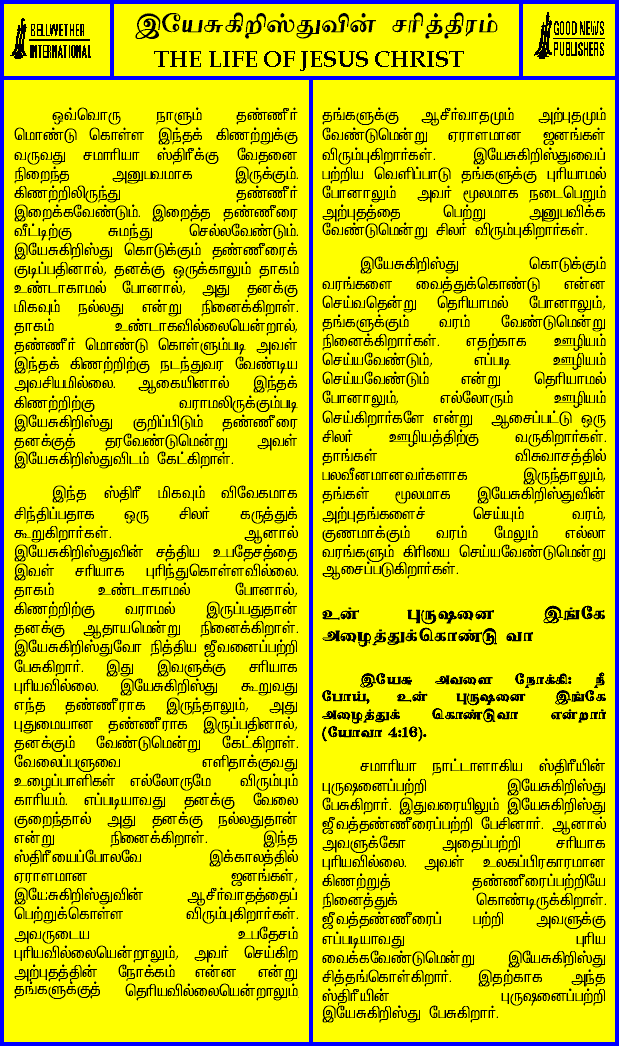 BELLWETHER
INTERNATIONAL
இயேசுகிறிஸ்துவின் சரித்திரம்
THE LIFE OF JESUS CHRIST
GOOD NEWS
PUBLISHERS
ஒவ்வொரு நாளும் தண்ணீர்
மொண்டு கொள்ள இந்தக் கிணற்றுக்கு
வருவது சமாரியா ஸ்திரீக்கு வேதனை
நிறைந்த அனுபவமாக இருக்கும்.
கிணற்றிலிருந்து தண்ணீர்
இறைக்கவேண்டும். இறைத்த தண்ணீரை
வீட்டிற்கு சுமந்து செல்லவேண்டும்.
இயேசுகிறிஸ்து கொடுக்கும் தண்ணீரைக்
குடிப்பதினால், தனக்கு ஒருக்காலும் தாகம்
உண்டாகாமல் போனால், அது தனக்கு
மிகவும் நல்லது என்று நினைக்கிறாள்.
தாகம் உண்டாகவில்லையென்றால்,
தண்ணீர் மொண்டு கொள்ளும்படி அவள்
இந்தக் கிணற்றிற்கு நடந்துவர வேண்டிய
அவசியமில்லை. ஆகையினால் இந்தக்
கிணற்றிற்கு வராமலிருக்கும்படி
இயேசுகிறிஸ்து குறிப்பிடும் தண்ணீரை
தனக்குத் தரவேண்டுமென்று அவள்
இயேசுகிறிஸ்துவிடம் கேட்கிறாள்.
இந்த ஸ்திரீ மிகவும் விவேகமாக
சிந்திப்பதாக ஒரு சிலர் கருத்துக்
கூறுகிறார்கள். ஆனால்
இயேசுகிறிஸ்துவின் சத்திய உபதேசத்தை
இவள் சரியாக புரிந்துகொள்ளவில்லை.
தாகம் உண்டாகாமல் போனால்,
கிணற்றிற்கு வராமல் இருப்பதுதான்
தனக்கு ஆதாயமென்று நினைக்கிறாள்.
இயேசுகிறிஸ்துவோ நித்திய ஜீவனைப்பற்றி
பேசுகிறார். இது இவளுக்கு சரியாக
புரியவில்லை. இயேசுகிறிஸ்து கூறுவது
எந்த தண்ணீராக இருந்தாலும், அது
புதுமையான தண்ணீராக இருப்பதினால்,
தனக்கும் வேண்டுமென்று கேட்கிறாள்.
வேலைப்பளுவை எளிதாக்குவது
உழைப்பாளிகள் எல்லோருமே விரும்பும்
காரியம். எப்படியாவது தனக்கு வேலை
குறைந்தால் அது தனக்கு நல்லதுதான்
என்று நினைக்கிறாள். இந்த
ஸ்திரீயைப்போலவே இக்காலத்தில்
ஏராளமான ஜனங்கள்,
இயேசுகிறிஸ்துவின் ஆசீர்வாதத்தைப்
பெற்றுக்கொள்ள விரும்புகிறார்கள்.
அவருடைய உபதேசம்
புரியவில்லையென்றாலும், அவர் செய்கிற
அற்புதத்தின் நோக்கம் என்ன என்று
தங்களுக்குத் தெரியவில்லையென்றாலும்
தங்களுக்கு ஆசீர்வாதமும் அற்புதமும்
வேண்டுமென்று ஏராளமான ஜனங்கள்
விரும்புகிறார்கள். இயேசுகிறிஸ்துவைப்
பற்றிய வெளிப்பாடு தங்களுக்கு புரியாமல்
போனாலும் அவர் மூலமாக நடைபெறும்
அற்புதத்தை பெற்று அனுபவிக்க
வேண்டுமென்று சிலர் விரும்புகிறார்கள்.
இயேசுகிறிஸ்து கொடுக்கும்
வரங்களை வைத்துக்கொண்டு என்ன
செய்வதென்று தெரியாமல் போனாலும்,
தங்களுக்கும் வரம் வேண்டுமென்று
நினைக்கிறார்கள். எதற்காக ஊழியம்
செய்யவேண்டும், எப்படி ஊழியம்
செய்யவேண்டும் என்று தெரியாமல்
போனாலும், எல்லோரும் ஊழியம்
செய்கிறார்களே என்று ஆசைப்பட்டு ஒரு
சிலர் ஊழியத்திற்கு வருகிறார்கள்.
தாங்கள் விசுவாசத்தில்
பலவீனமானவர்களாக இருந்தாலும்,
தங்கள் மூலமாக இயேசுகிறிஸ்துவின்
அற்புதங்களைச் செய்யும் வரம்,
குணமாக்கும் வரம் மேலும் எல்லா
வரங்களும் கிரியை செய்யவேண்டுமென்று
ஆசைப்படுகிறார்கள்.
உன் புருஷனை இங்கே
அழைத்துக்கொண்டு வா
இயேசு அவளை நோக்கி: நீ
போய், உன் புருஷனை இங்கே
அழைத்துக் கொண்டுவா என்றார்
(யோவா 4:16).
சமாரியா நாட்டாளாகிய ஸ்திரீயின்
புருஷனைப்பற்றி இயேசுகிறிஸ்து
பேசுகிறார். இதுவரையிலும் இயேசுகிறிஸ்து
ஜீவத்தண்ணீரைப்பற்றி பேசினார். ஆனால்
அவளுக்கோ அதைப்பற்றி சரியாக
புரியவில்லை. அவள் உலகப்பிரகாரமான
கிணற்றுத் தண்ணீரைப்பற்றியே
நினைத்துக் கொண்டிருக்கிறாள்.
ஜீவத்தண்ணீரைப் பற்றி அவளுக்கு
எப்படியாவது புரிய
வைக்கவேண்டுமென்று இயேசுகிறிஸ்து
சித்தங்கொள்கிறார். இதற்காக அந்த
ஸ்திரீயின் புருஷனைப்பற்றி
இயேசுகிறிஸ்து பேசுகிறார்.